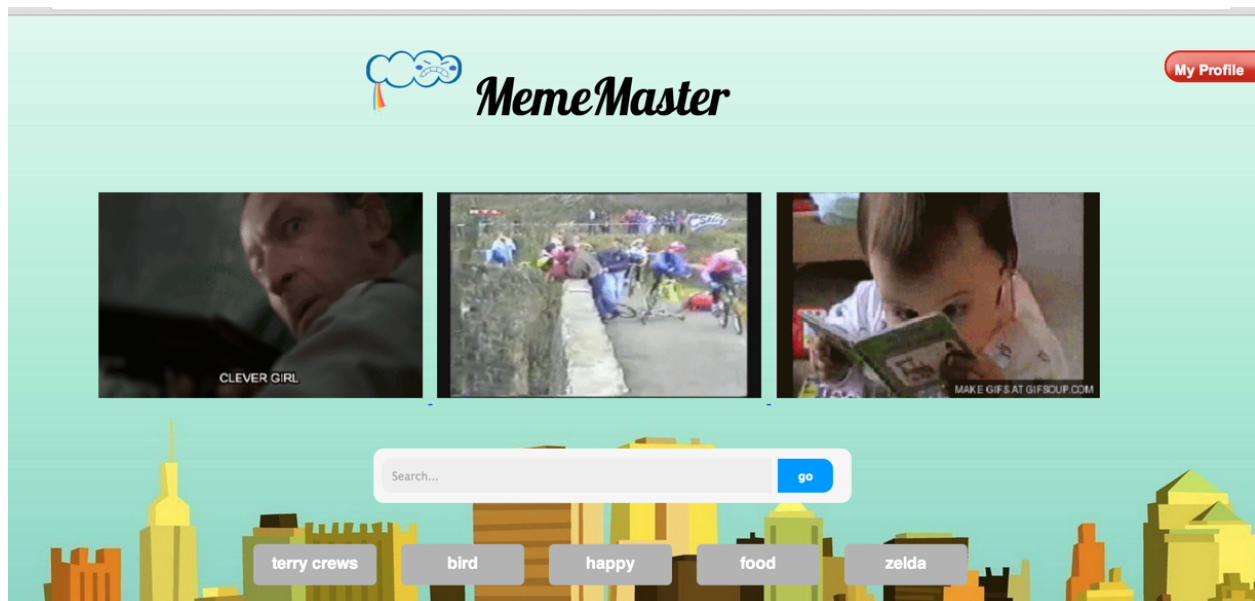 MemeMaster
My Profile
CLEVER GIRL
MAKE GIFS AT GIFSOUP.COM
Search...
go
terry crews
bird
happy
food
zelda